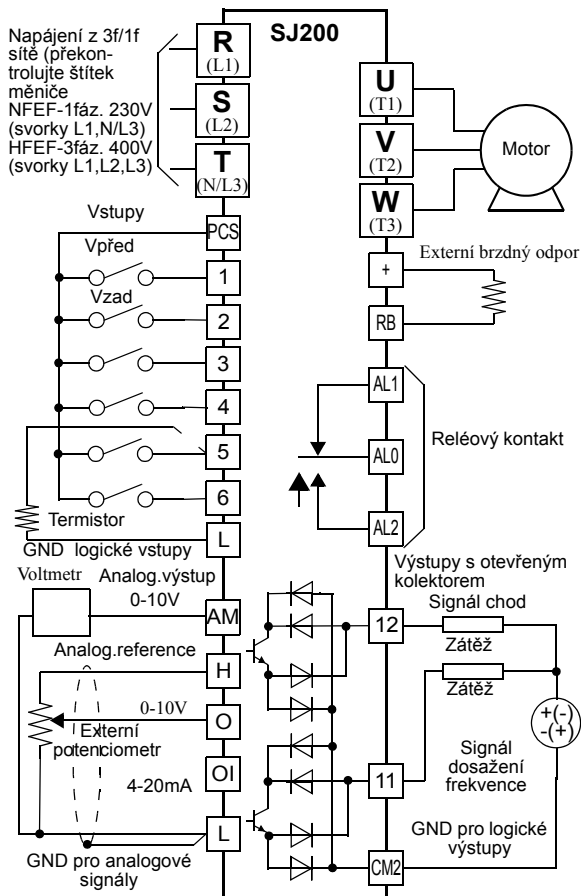 SJ200
Napájení z 3f/1f
sítě (překon-
trolujte štítek
měniče
NFEF-1fáz. 230V
(svorky L1,N/L3)
HFEF-3fáz. 400V
(svorky L1,L2,L3)
R
(L1)
S
(L2)
T
(N/L3)
U
(T1)
V
(T2)
W
(T3)
Motor
Vstupy
PCS
Vpřed
1
Vzad
2
3
4
5
6
Termistor
L
GND logické vstupy
+
Externí brzdný odpor
RB
AL1
AL0
AL2
Reléový kontakt
Voltmetr
Analog.výstup
0-10V
AM
Analog.reference
H
0-10V
O
Externí
potenciometr
OI
4-20mA
L
GND pro analogové
signály
Výstupy s otevřeným
kolektorem
Signál chod
12
Zátěž
Zátěž
+(-)
-(+)
Signál
dosažení
frekvence
11
GND pro logické
výstupy
CM2